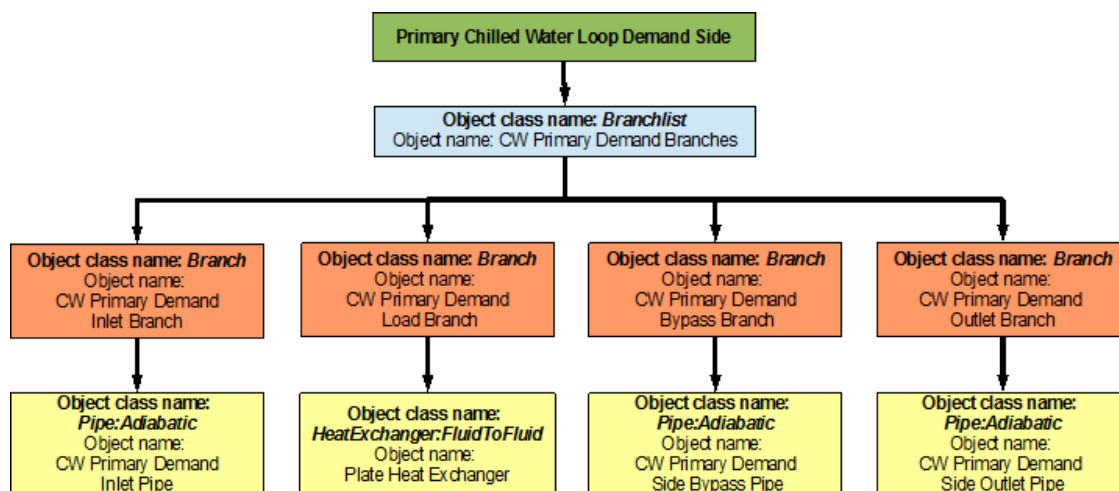 Primary Chilled Water Loop Demand Side
Object class name: Branchlist
Object name: CW Primary Demand Branches
Object class name: Branch
Object name:
CW Primary Demand
Inlet Branch
Object class name: Branch
Object name:
CW Primary Demand
Load Branch
Object class name: Branch
Object name:
CW Primary Demand
Bypass Branch
Object class name: Branch
Object name:
CW Primary Demand
Outlet Branch
Object class name:
Pipe:Adiabatic
Object name:
CW Primary Demand
Inlet Pipe
Object class name:
HeatExchanger:FluidToFluid
Object name:
Plate Heat Exchanger
Object class name:
Pipe:Adiabatic
Object name:
CW Primary Demand
Side Bypass Pipe
Object class name:
Pipe:Adiabatic
Object name:
CW Primary Demand
Side Outlet Pipe